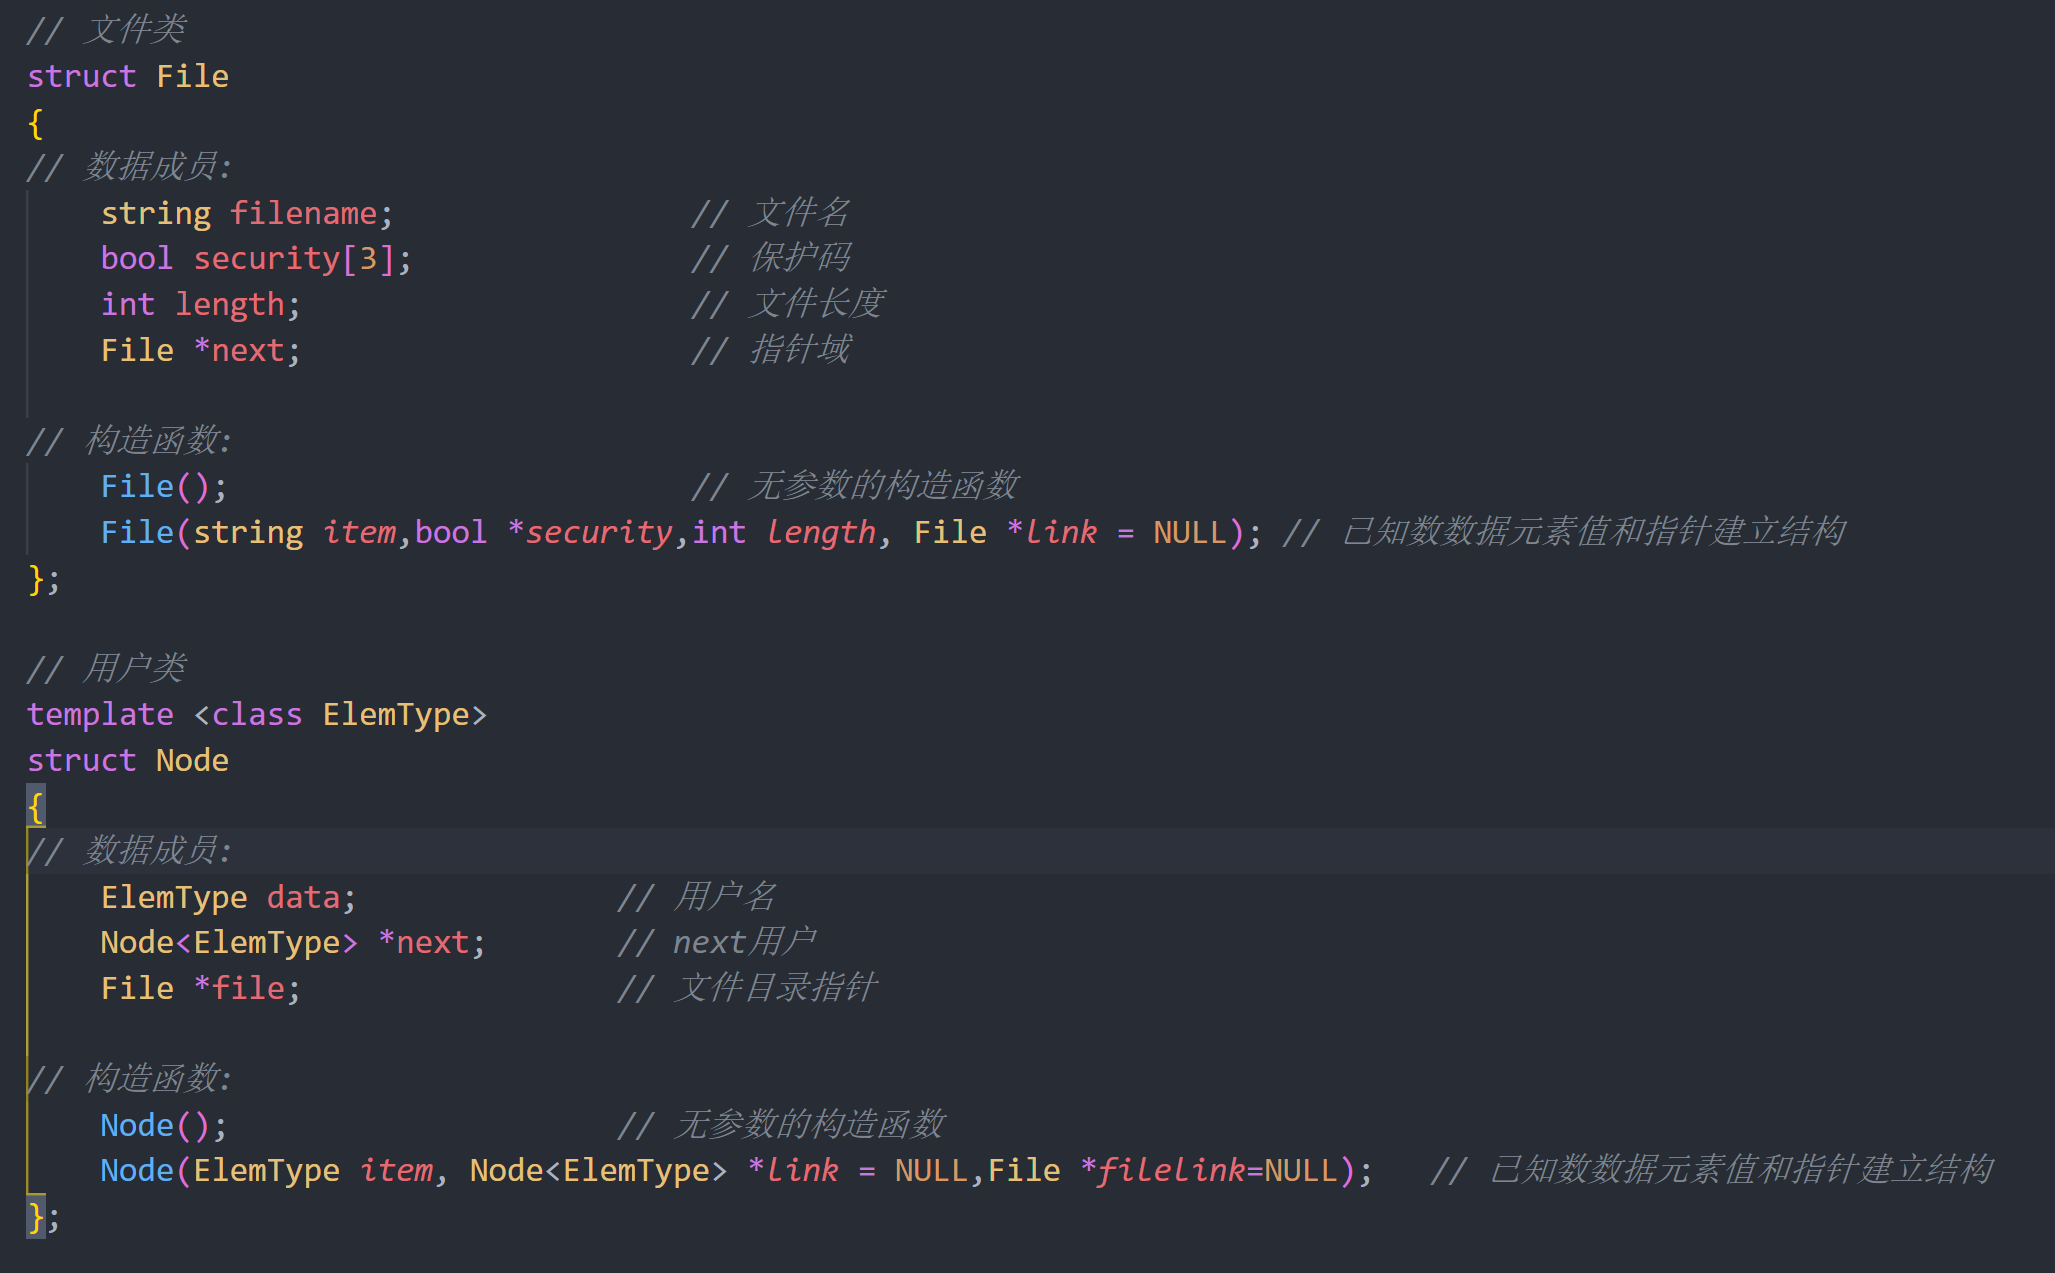 // 文件类
struct File
{
// 数据成员:
    string filename;                // 文件名
    bool security[3];               // 保护码
    int length;                     // 文件长度
    File *next;                     // 指针域

// 构造函数:
    File();                         // 无参数的构造函数
    File(string item,bool *security,int length, File *link = NULL); // 已知数数据元素值和指针建立结构
};

// 用户类
template <class ElemType>
struct Node
{
// 数据成员:
    ElemType data;              // 用户名
    Node<ElemType> *next;       // next用户
    File *file;                 // 文件目录指针

// 构造函数:
    Node();                     // 无参数的构造函数
    Node(ElemType item, Node<ElemType> *link = NULL,File *filelink=NULL);   // 已知数数据元素值和指针建立结构
};